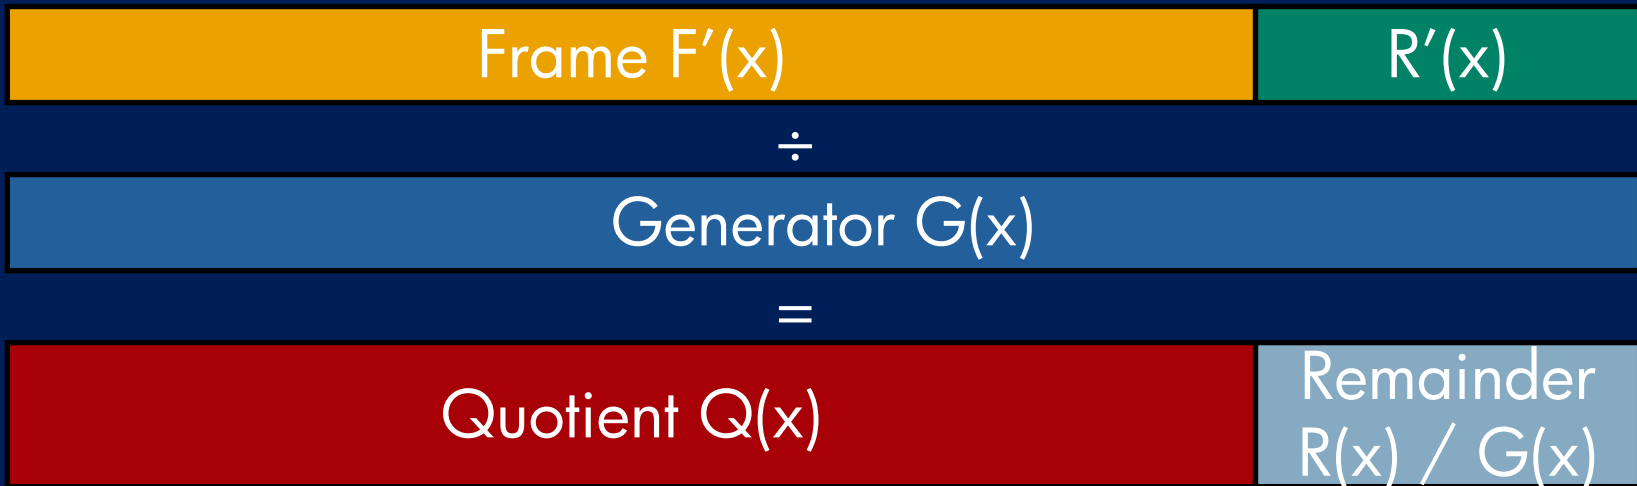 Frame F’(x) R’(x)
÷
Generator G(x)
=
Quotient Q(x) Remainder
R(x) / G(x)